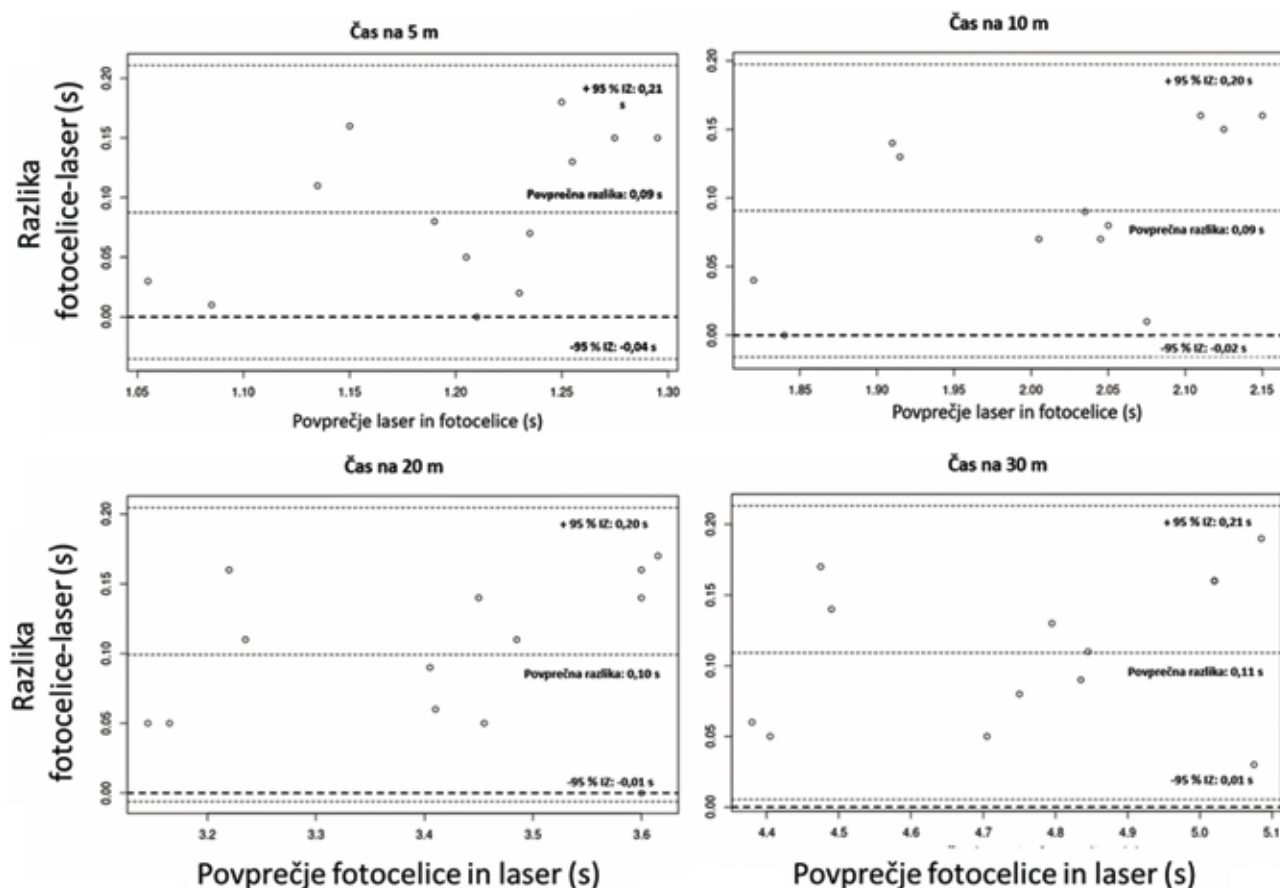 Čas na 5 m
Razlika
fotocelice-laser (s)
0.20
0.15
0.10
0.05
0.00
+ 95 % IZ: 0,21
s
Povprečna razlika: 0,09 s
-95 % IZ: -0,04 s
1.05
1.15
1.20
1.25
1.30
Povprečje laser in fotocelice (s)
Čas na 10 m
0.20
0.15
0.10
0.05
0.00
+ 95 % IZ: 0,20 s
Povprečna razlika: 0,09 s
-95 % IZ: -0,02 s
1.85
1.90
1.95
2.00
2.05
2.10
2.15
Povprečje laser in fotocelice (s)
Čas na 20 m
Razlika
fotocelice-laser (s)
0.20
0.15
0.10
0.05
0.00
+ 95 % IZ: 0,20 s
Povprečna razlika: 0,10 s
-95 % IZ: -0,01 s
3.2
3.3
3.4
3.5
3.6
Povprečje fotocelice in laser (s)
Čas na 30 m
0.20
0.15
0.10
0.05
0.00
+ 95 % IZ: 0,21 s
Povprečna razlika: 0,11 s
-95 % IZ: 0,01 s
4.4
4.5
4.6
4.7
4.8
4.9
5.0
5.1
Povprečje fotocelice in laser (s)